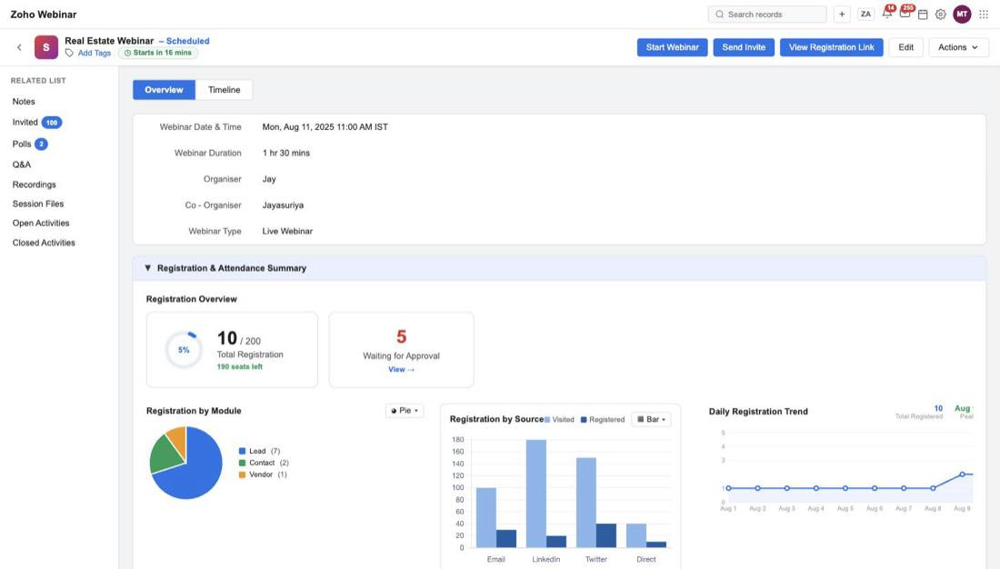 Zoho Webinar
Search records
+
ZA
14
255
MT
S
Real Estate Webinar – Scheduled
Add Tags
Starts in 16 mins
Start Webinar
Send Invite
View Registration Link
Edit
Actions
RELATED LIST
Notes
Invited 100
Polls 2
Q&A
Recordings
Session Files
Open Activities
Closed Activities
Overview
Timeline
Webinar Date & Time Mon, Aug 11, 2025 11:00 AM IST
Webinar Duration 1 hr 30 mins
Organiser Jay
Co - Organiser Jayasuriya
Webinar Type Live Webinar
▼ Registration & Attendance Summary
Registration Overview
5%
10 / 200
Total Registration
190 seats left
5
Waiting for Approval
View →
Registration by Module
Pie
Lead (7)
Contact (2)
Vendor (1)
Registration by Source
Visited
Registered
Bar
180
160
140
120
100
80
60
40
20
0
Email LinkedIn Twitter Direct
Daily Registration Trend
10
Total Registered
Aug
Peal
5
4
3
1
0
Aug 1 Aug 2 Aug 3 Aug 4 Aug 5 Aug 6 Aug 7 Aug 8 Aug 9